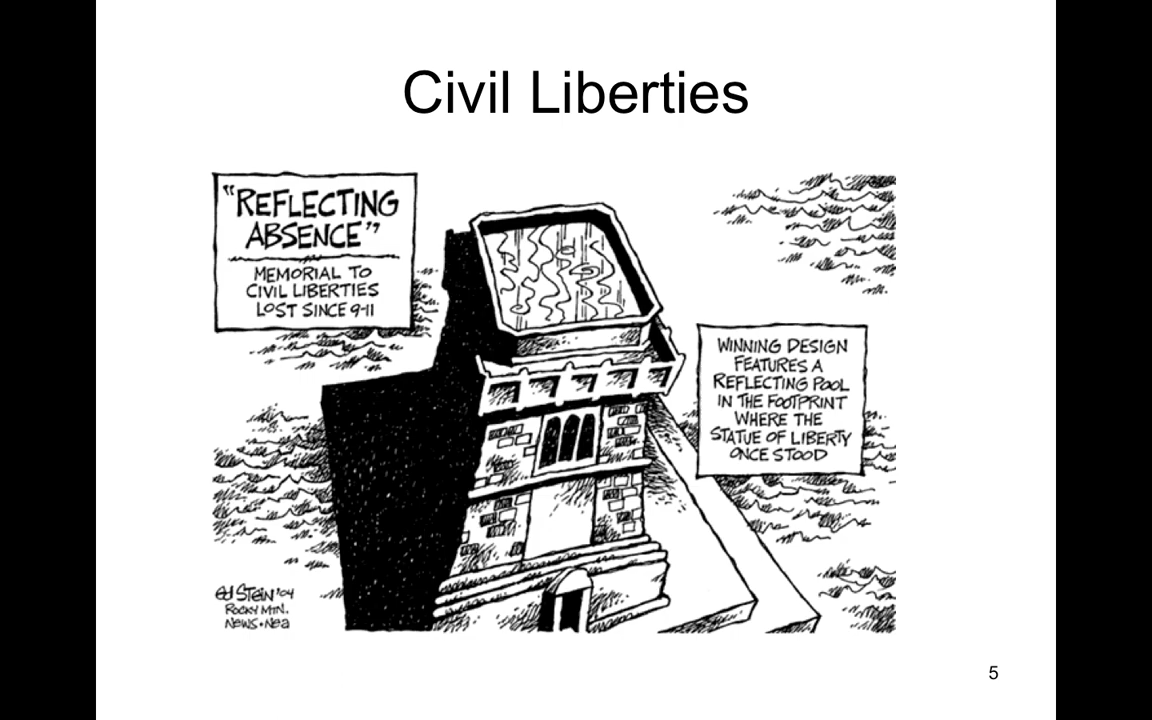 Civil Liberties
"REFLECTING
ABSENCE"
MEMORIAL TO
CIVIL LIBERTIES
LOST SINCE 9-11
WINNING DESIGN
FEATURES A
REFLECTING POOL
IN THE FOOTPRINT
WHERE THE
STATUE OF LIBERTY
ONCE STOOD
ED STEIN '04
ROCKY MTN.
NEWS•NEA
5